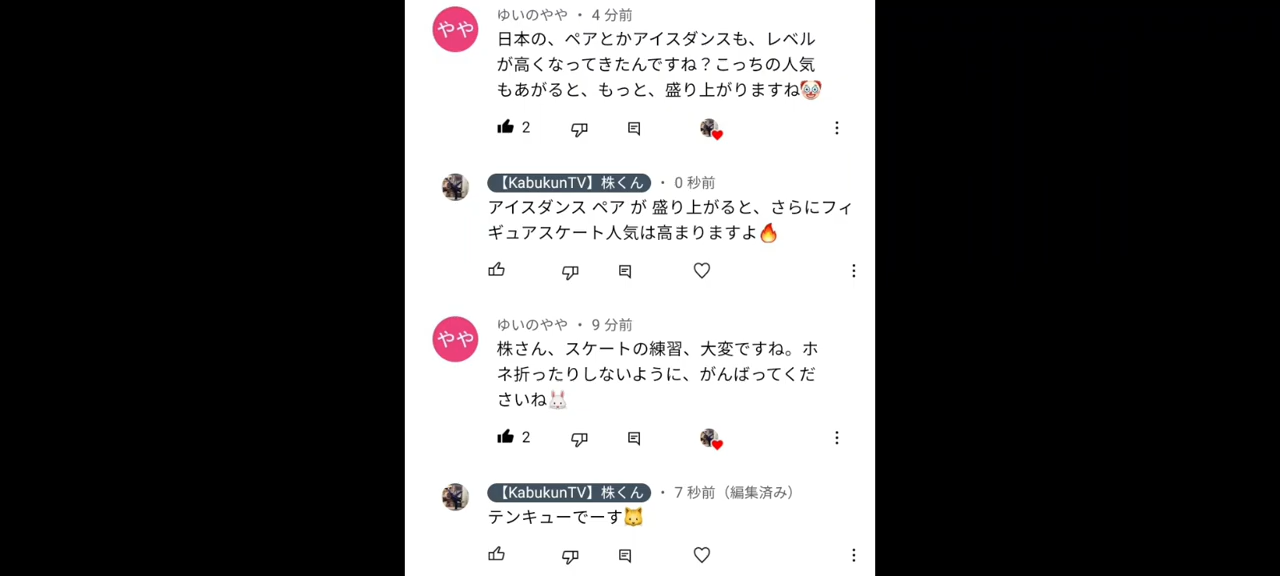 やや
ゆいのやや ・ 4 分前
日本の、ペアとかアイスダンスも、レベル
が高くなってきたんですね？こっちの人気
もあがると、もっと、盛り上がりますね🤡
2
【KabukunTV】株くん ・ 0 秒前
アイスダンス ペア が 盛り上がると、さらにフィ
ギュアスケート人気は高まりますよ🔥
やや
ゆいのやや ・ 9 分前
株さん、スケートの練習、大変ですね。ホ
ネ折ったりしないように、がんばってくだ
さいね🐰
2
【KabukunTV】株くん ・ 7 秒前（編集済み）
テンキューでーす🐱